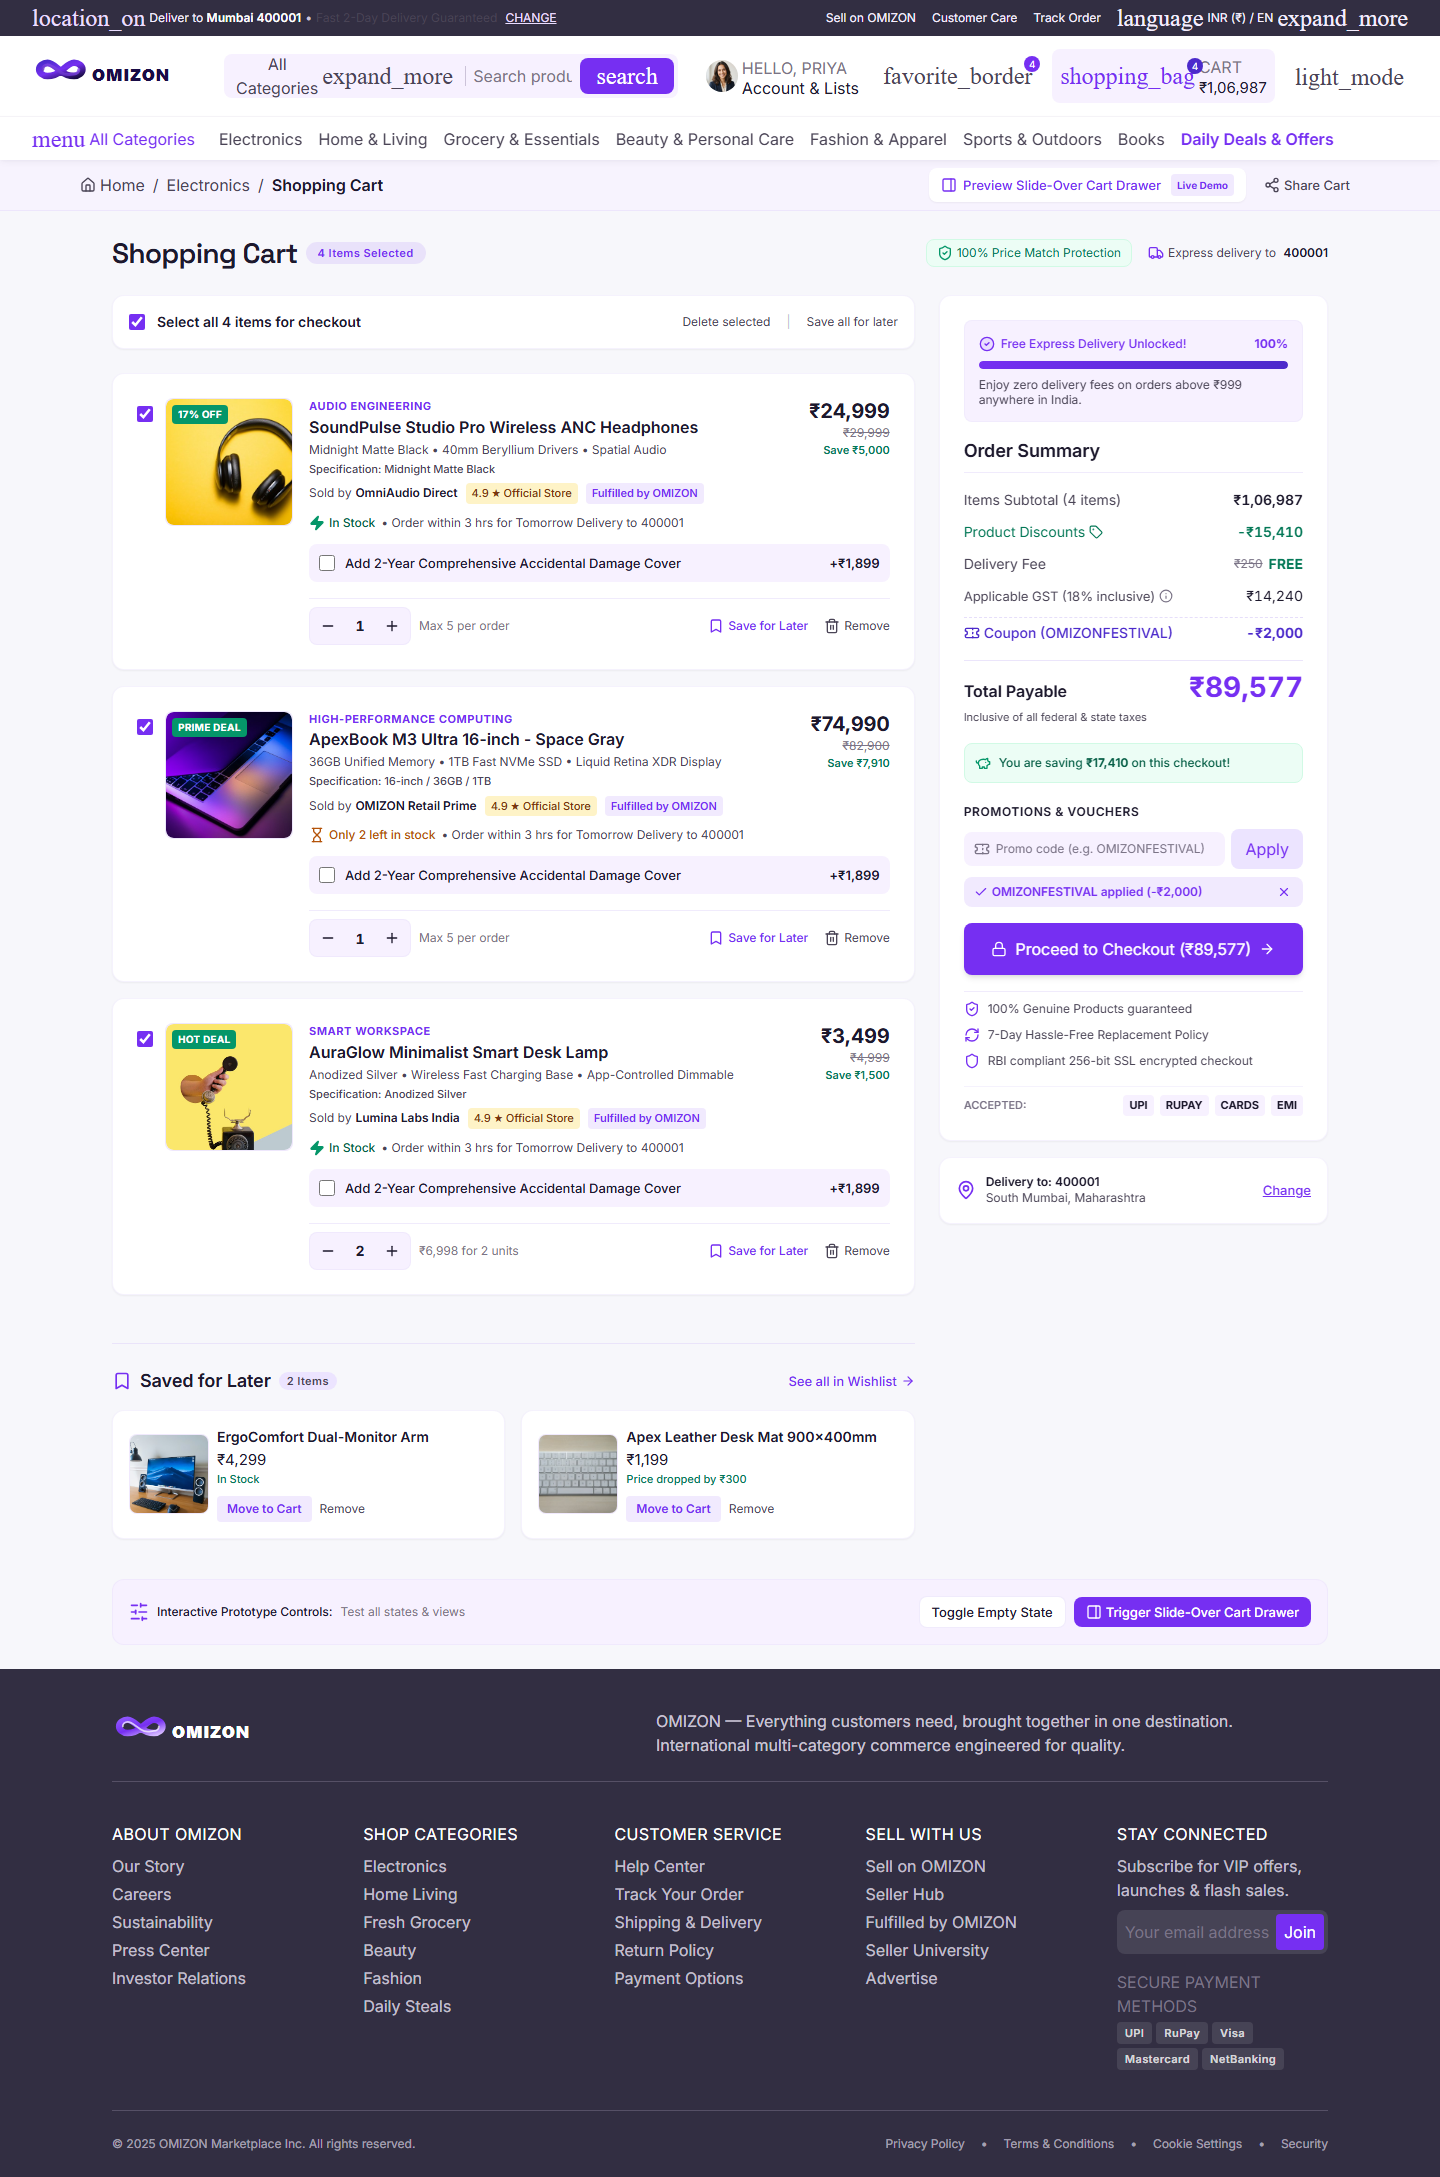 location_on Deliver to Mumbai 400001 • Fast 2-Day Delivery Guaranteed CHANGE
Sell on OMIZON Customer Care Track Order language INR (₹) / EN expand_more
OMIZON
All Categories expand_more Search produ search
HELLO, PRIYA
Account & Lists
favorite_border 4
shopping_bag 4 CART
₹1,06,987
light_mode
menu All Categories Electronics Home & Living Grocery & Essentials Beauty & Personal Care Fashion & Apparel Sports & Outdoors Books Daily Deals & Offers
Home / Electronics / Shopping Cart
Preview Slide-Over Cart Drawer Live Demo Share Cart
Shopping Cart 4 Items Selected
100% Price Match Protection Express delivery to 400001
Select all 4 items for checkout Delete selected Save all for later
17% OFF
AUDIO ENGINEERING
SoundPulse Studio Pro Wireless ANC Headphones
Midnight Matte Black • 40mm Beryllium Drivers • Spatial Audio
Specification: Midnight Matte Black
Sold by OmniAudio Direct 4.9 ★ Official Store Fulfilled by OMIZON
In Stock • Order within 3 hrs for Tomorrow Delivery to 400001
₹24,999
₹29,999
Save ₹5,000
Add 2-Year Comprehensive Accidental Damage Cover +₹1,899
− 1 + Max 5 per order Save for Later Remove
PRIME DEAL
HIGH-PERFORMANCE COMPUTING
ApexBook M3 Ultra 16-inch - Space Gray
36GB Unified Memory • 1TB Fast NVMe SSD • Liquid Retina XDR Display
Specification: 16-inch / 36GB / 1TB
Sold by OMIZON Retail Prime 4.9 ★ Official Store Fulfilled by OMIZON
Only 2 left in stock • Order within 3 hrs for Tomorrow Delivery to 400001
₹74,990
₹82,900
Save ₹7,910
Add 2-Year Comprehensive Accidental Damage Cover +₹1,899
− 1 + Max 5 per order Save for Later Remove
HOT DEAL
SMART WORKSPACE
AuraGlow Minimalist Smart Desk Lamp
Anodized Silver • Wireless Fast Charging Base • App-Controlled Dimmable
Specification: Anodized Silver
Sold by Lumina Labs India 4.9 ★ Official Store Fulfilled by OMIZON
In Stock • Order within 3 hrs for Tomorrow Delivery to 400001
₹3,499
₹4,999
Save ₹1,500
Add 2-Year Comprehensive Accidental Damage Cover +₹1,899
− 2 + ₹6,998 for 2 units Save for Later Remove
Free Express Delivery Unlocked! 100%
Enjoy zero delivery fees on orders above ₹999
anywhere in India.
Order Summary
Items Subtotal (4 items) ₹1,06,987
Product Discounts -₹15,410
Delivery Fee ₹250 FREE
Applicable GST (18% inclusive) ₹14,240
Coupon (OMIZONFESTIVAL) -₹2,000
Total Payable ₹89,577
Inclusive of all federal & state taxes
You are saving ₹17,410 on this checkout!
PROMOTIONS & VOUCHERS
Promo code (e.g. OMIZONFESTIVAL) Apply
OMIZONFESTIVAL applied (-₹2,000)
Proceed to Checkout (₹89,577)
100% Genuine Products guaranteed
7-Day Hassle-Free Replacement Policy
RBI compliant 256-bit SSL encrypted checkout
ACCEPTED: UPI RUPAY CARDS EMI
Delivery to: 400001
South Mumbai, Maharashtra
Change
Saved for Later 2 Items See all in Wishlist
ErgoComfort Dual-Monitor Arm
₹4,299
In Stock
Move to Cart Remove
Apex Leather Desk Mat 900×400mm
₹1,199
Price dropped by ₹300
Move to Cart Remove
Interactive Prototype Controls: Test all states & views Toggle Empty State Trigger Slide-Over Cart Drawer
OMIZON
OMIZON — Everything customers need, brought together in one destination.
International multi-category commerce engineered for quality.
ABOUT OMIZON
Our Story
Careers
Sustainability
Press Center
Investor Relations
SHOP CATEGORIES
Electronics
Home Living
Fresh Grocery
Beauty
Fashion
Daily Steals
CUSTOMER SERVICE
Help Center
Track Your Order
Shipping & Delivery
Return Policy
Payment Options
SELL WITH US
Sell on OMIZON
Seller Hub
Fulfilled by OMIZON
Seller University
Advertise
STAY CONNECTED
Subscribe for VIP offers,
launches & flash sales.
Your email address Join
SECURE PAYMENT
METHODS
UPI RuPay Visa
Mastercard NetBanking
© 2025 OMIZON Marketplace Inc. All rights reserved.
Privacy Policy • Terms & Conditions • Cookie Settings • Security